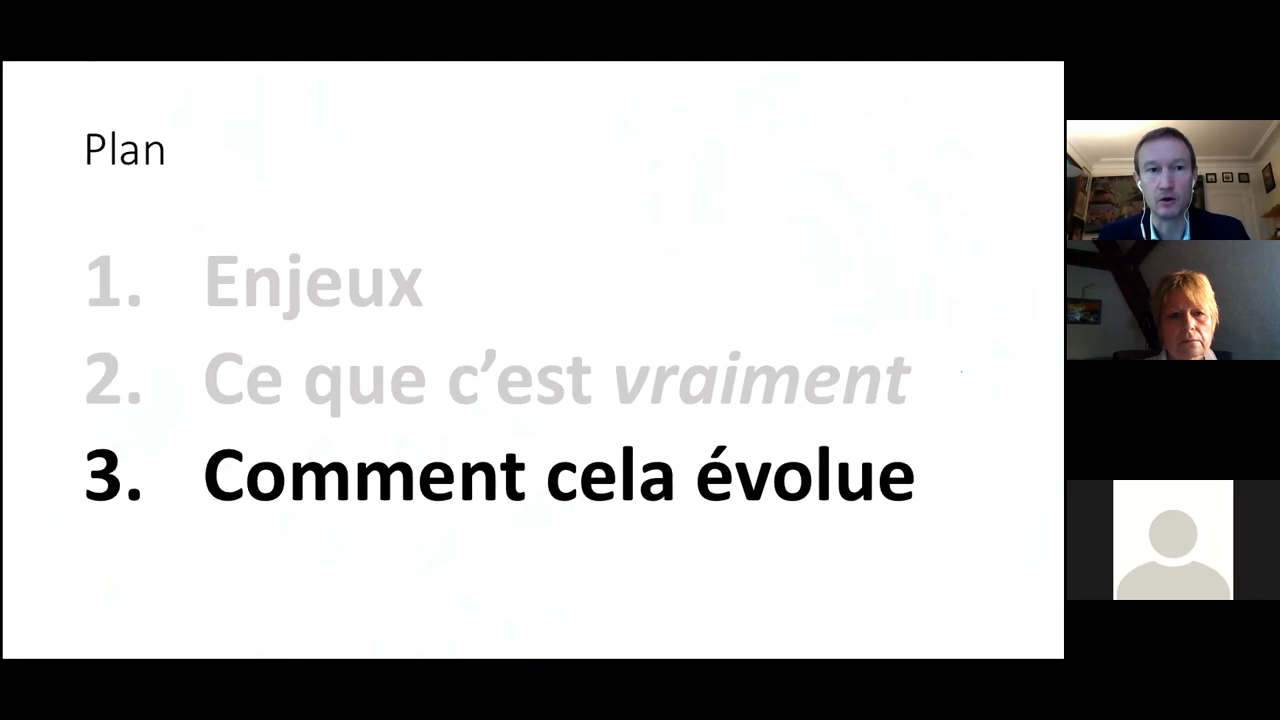 Plan
1. Enjeux
2. Ce que c’est vraiment
3. Comment cela évolue